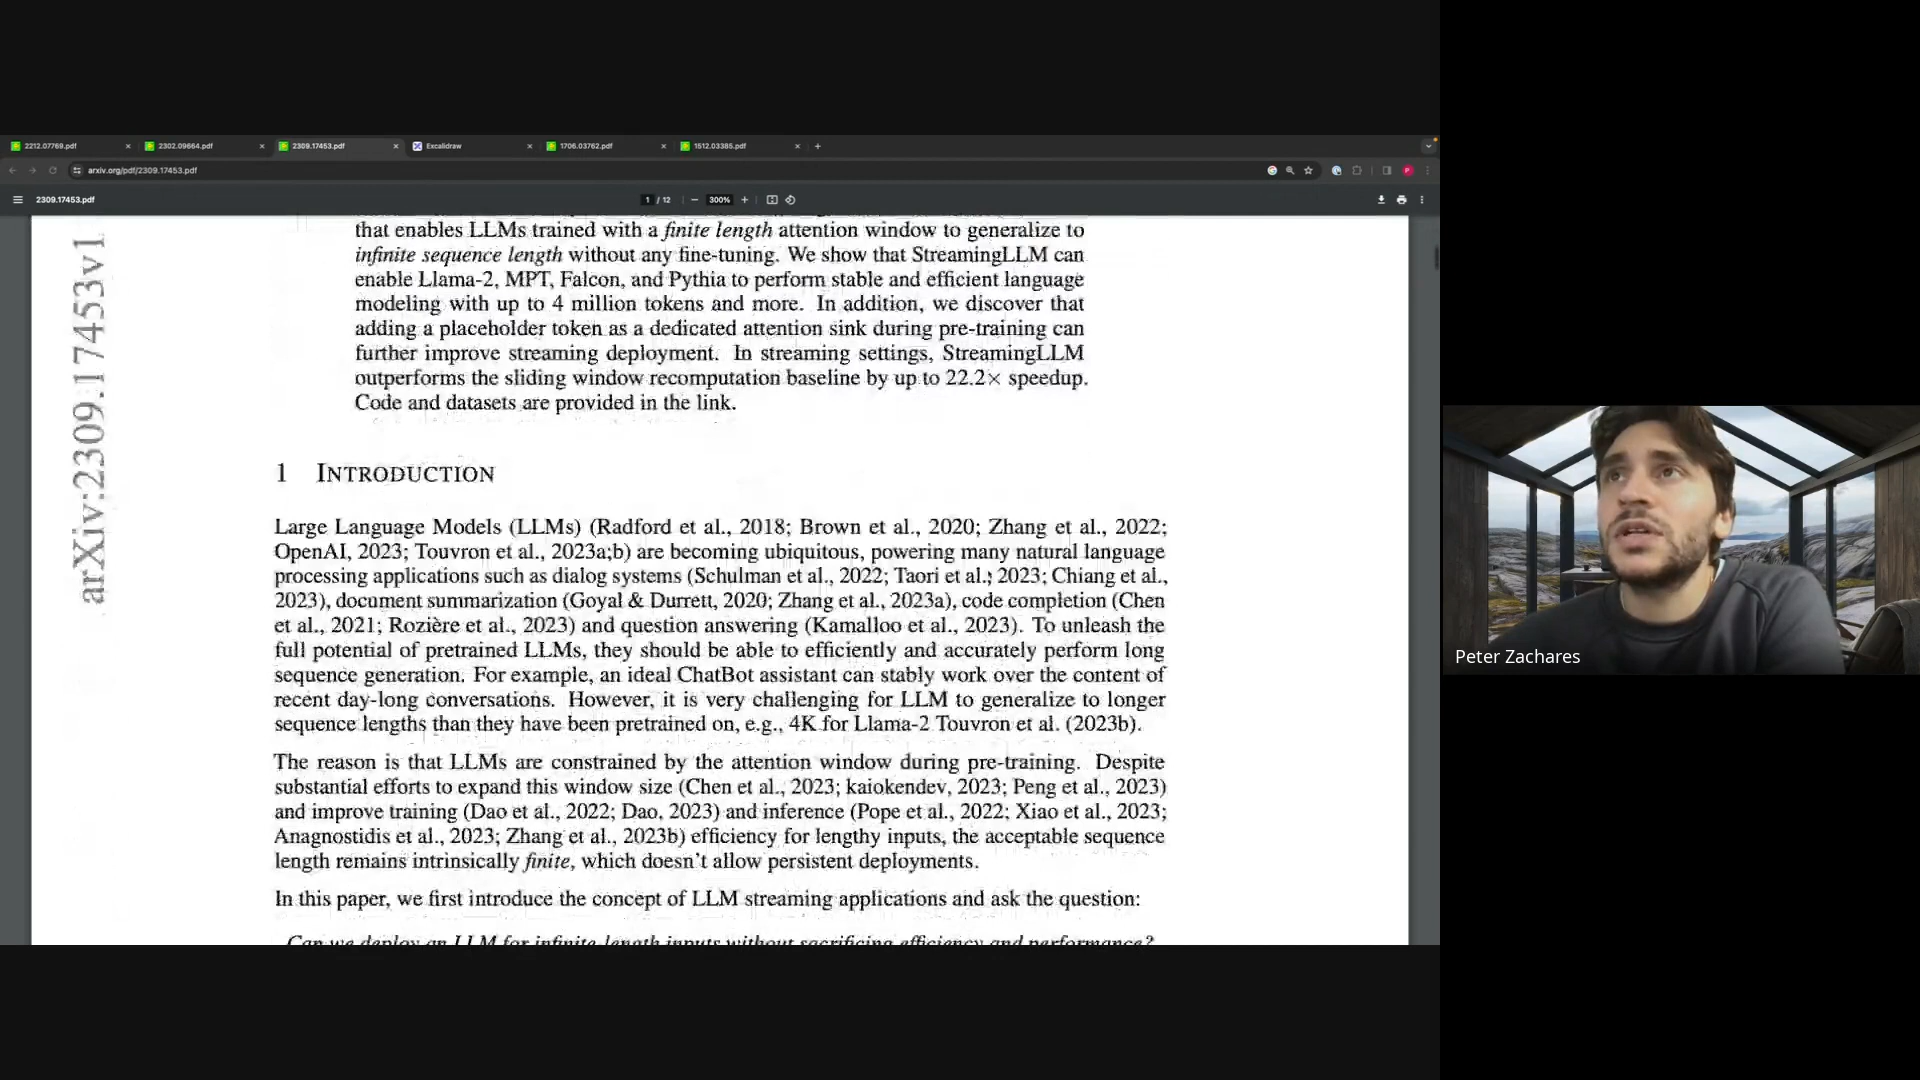 2212.07769.pdf
2302.09664.pdf
2309.17453.pdf
Excalidraw
1706.03762.pdf
1512.03385.pdf
arxiv.org/pdf/2309.17453.pdf
P
2309.17453.pdf
1 / 12
300%
arXiv:2309.17453v1
that enables LLMs trained with a finite length attention window to generalize to
infinite sequence length without any fine-tuning. We show that StreamingLLM can
enable Llama-2, MPT, Falcon, and Pythia to perform stable and efficient language
modeling with up to 4 million tokens and more. In addition, we discover that
adding a placeholder token as a dedicated attention sink during pre-training can
further improve streaming deployment. In streaming settings, StreamingLLM
outperforms the sliding window recomputation baseline by up to 22.2× speedup.
Code and datasets are provided in the link.
1 INTRODUCTION
Large Language Models (LLMs) (Radford et al., 2018; Brown et al., 2020; Zhang et al., 2022;
OpenAI, 2023; Touvron et al., 2023a;b) are becoming ubiquitous, powering many natural language
processing applications such as dialog systems (Schulman et al., 2022; Taori et al., 2023; Chiang et al.,
2023), document summarization (Goyal & Durrett, 2020; Zhang et al., 2023a), code completion (Chen
et al., 2021; Rozière et al., 2023) and question answering (Kamalloo et al., 2023). To unleash the
full potential of pretrained LLMs, they should be able to efficiently and accurately perform long
sequence generation. For example, an ideal ChatBot assistant can stably work over the content of
recent day-long conversations. However, it is very challenging for LLM to generalize to longer
sequence lengths than they have been pretrained on, e.g., 4K for Llama-2 Touvron et al. (2023b).
The reason is that LLMs are constrained by the attention window during pre-training. Despite
substantial efforts to expand this window size (Chen et al., 2023; kaiokendev, 2023; Peng et al., 2023)
and improve training (Dao et al., 2022; Dao, 2023) and inference (Pope et al., 2022; Xiao et al., 2023;
Anagnostidis et al., 2023; Zhang et al., 2023b) efficiency for lengthy inputs, the acceptable sequence
length remains intrinsically finite, which doesn't allow persistent deployments.
In this paper, we first introduce the concept of LLM streaming applications and ask the question:
Can we deploy an LLM for infinite-length inputs without sacrificing efficiency and performance?
Peter Zachares